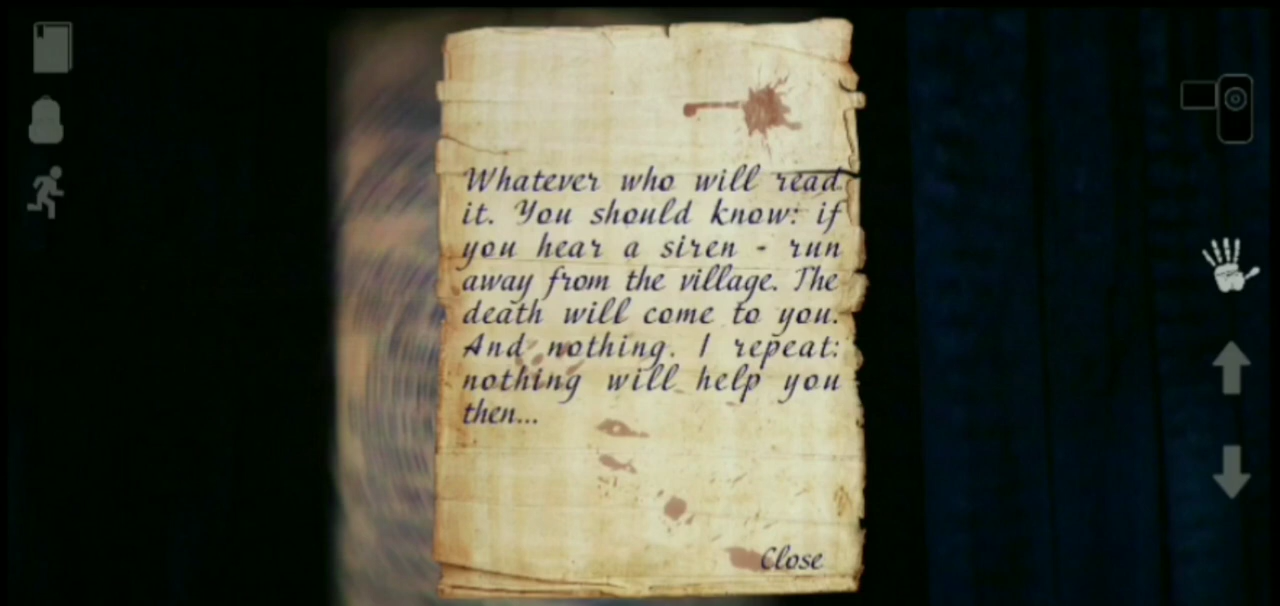 Whatever who will read
it. You should know: if
you hear a siren - run
away from the village. The
death will come to you.
And nothing. I repeat:
nothing will help you
then...
Close